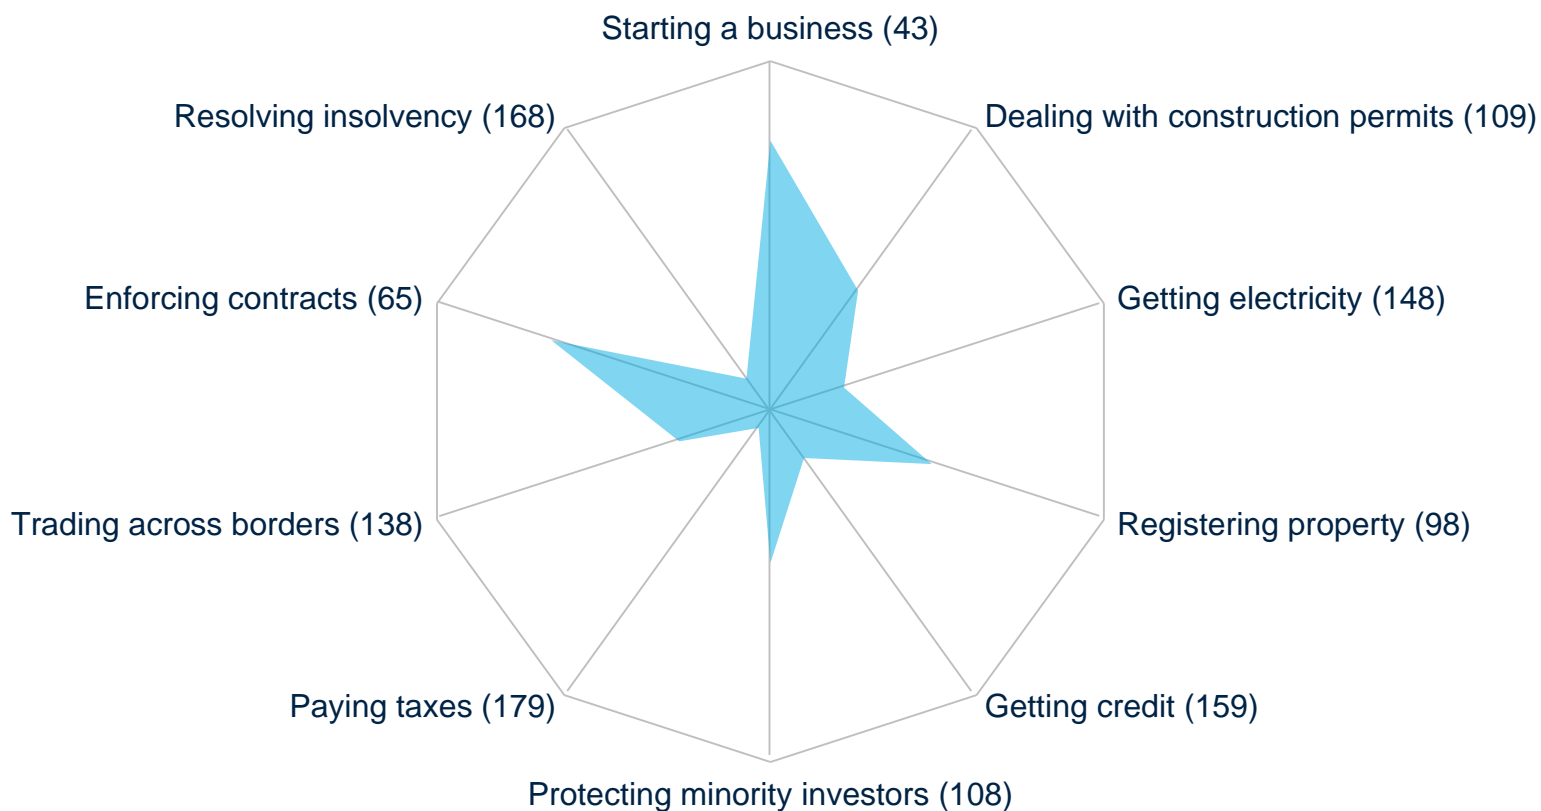 Starting a business (43)
Resolving insolvency (168)
Dealing with construction permits (109)
Enforcing contracts (65)
Getting electricity (148)
Trading across borders (138)
Registering property (98)
Paying taxes (179)
Getting credit (159)
Protecting minority investors (108)